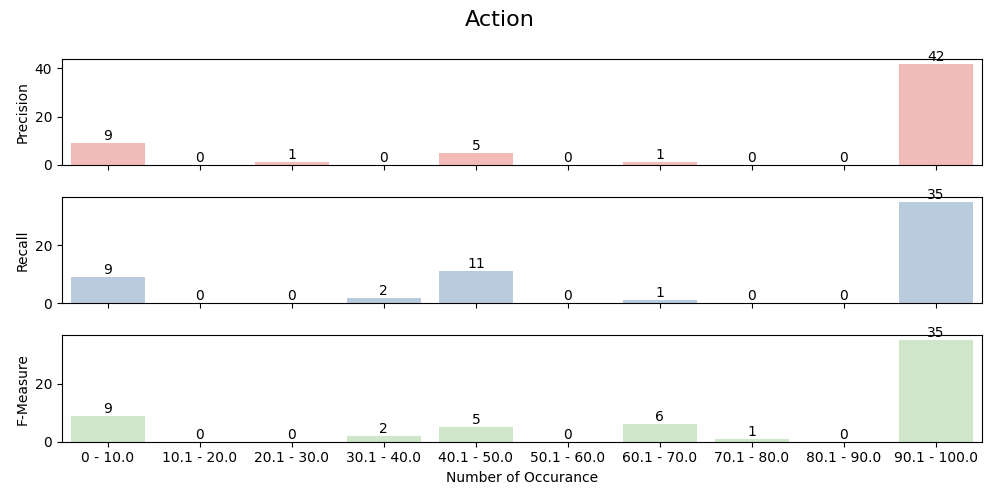 Action
Precision
40
20
0
9 0 1 0 5 0 1 0 0 42
Recall
20
0
9 0 0 2 11 0 1 0 0 35
F-Measure
20
0
9 0 0 2 5 0 6 1 0 35
0 - 10.0 10.1 - 20.0 20.1 - 30.0 30.1 - 40.0 40.1 - 50.0 50.1 - 60.0 60.1 - 70.0 70.1 - 80.0 80.1 - 90.0 90.1 - 100.0
Number of Occurance